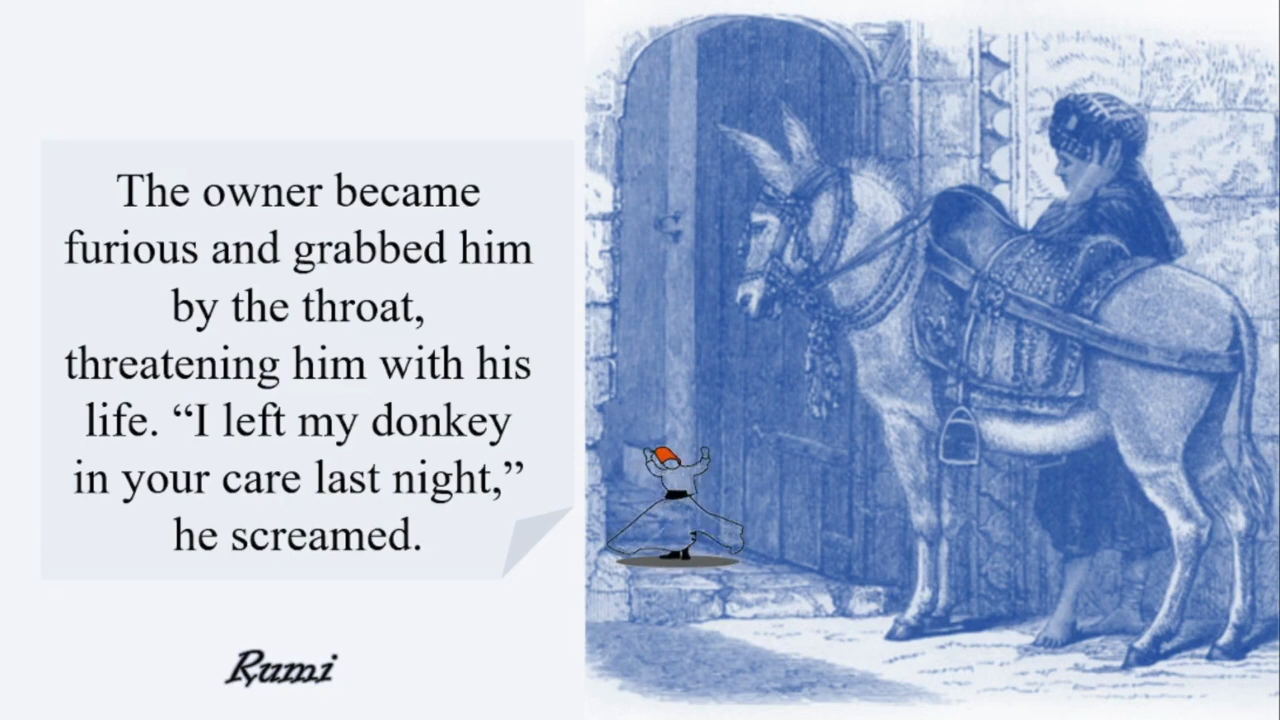 The owner became
furious and grabbed him
by the throat,
threatening him with his
life. “I left my donkey
in your care last night,”
he screamed.
Rumi